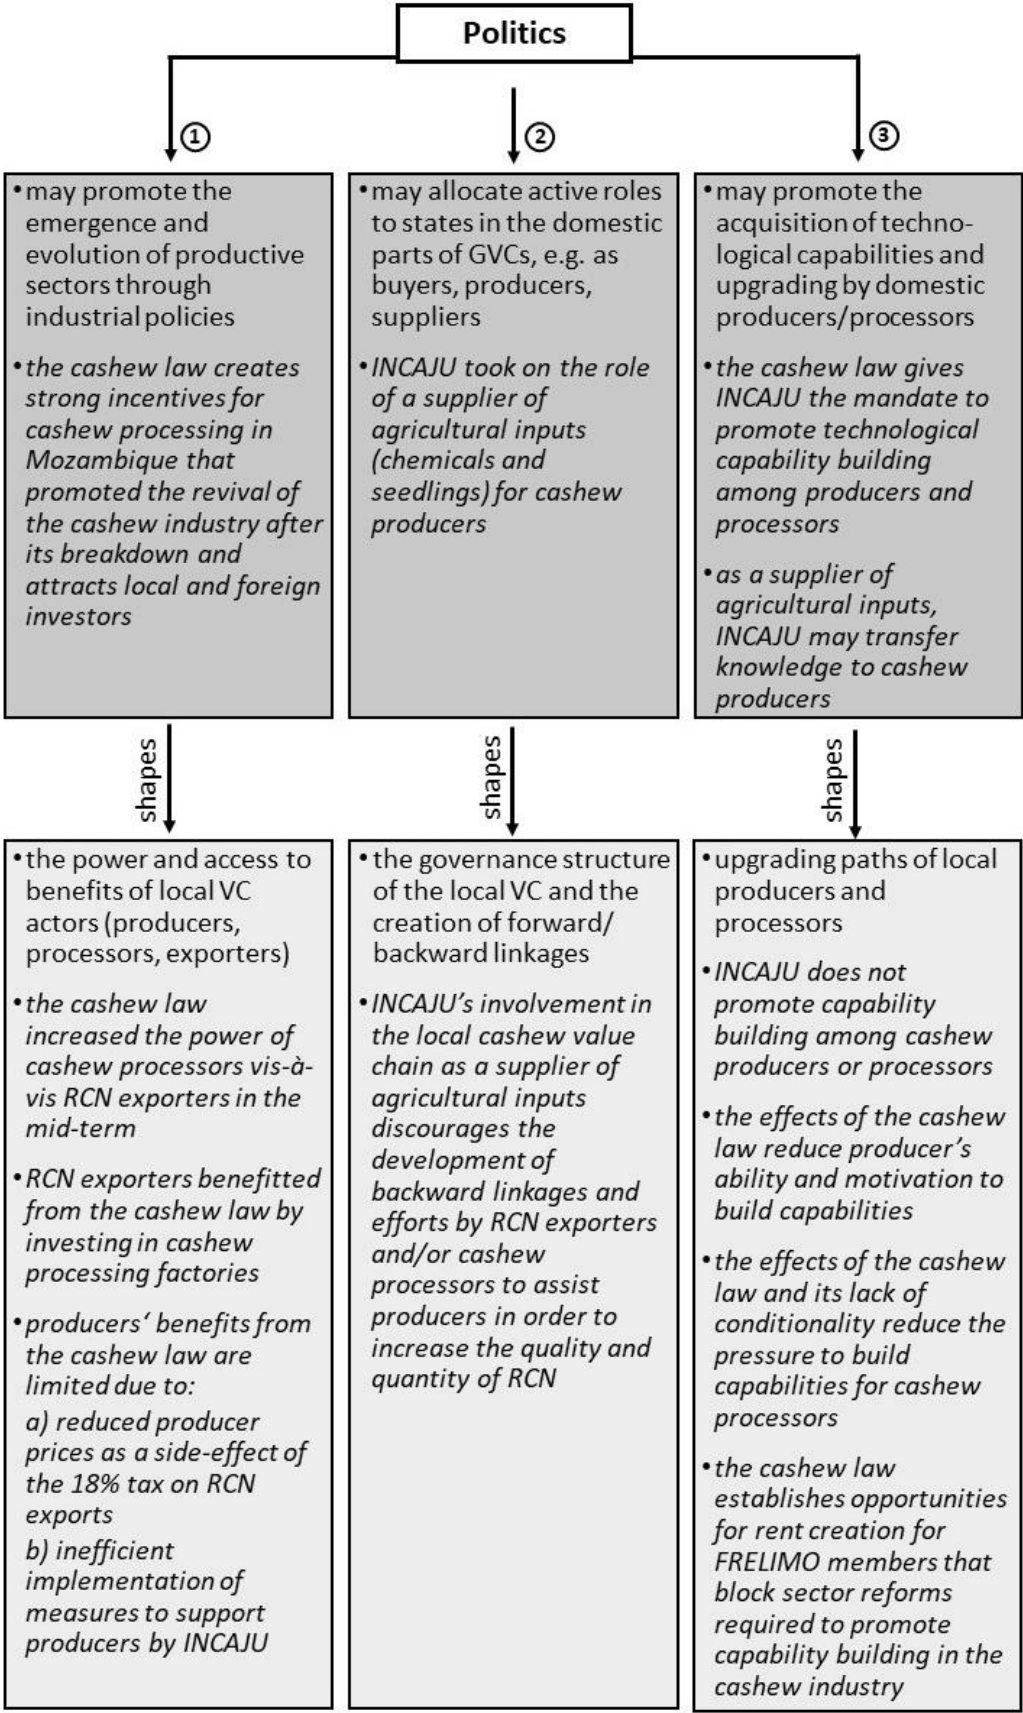 Politics
①
②
③
•may promote the
emergence and
evolution of productive
sectors through
industrial policies
•the cashew law creates
strong incentives for
cashew processing in
Mozambique that
promoted the revival of
the cashew industry after
its breakdown and
attracts local and foreign
investors
•may allocate active roles
to states in the domestic
parts of GVCs, e.g. as
buyers, producers,
suppliers
•INCAJU took on the role
of a supplier of
agricultural inputs
(chemicals and
seedlings) for cashew
producers
•may promote the
acquisition of techno-
logical capabilities and
upgrading by domestic
producers/processors
•the cashew law gives
INCAJU the mandate to
promote technological
capability building
among producers and
processors
•as a supplier of
agricultural inputs,
INCAJU may transfer
knowledge to cashew
producers
shapes
shapes
shapes
•the power and access to
benefits of local VC
actors (producers,
processors, exporters)
•the cashew law
increased the power of
cashew processors vis-à-
vis RCN exporters in the
mid-term
•RCN exporters benefitted
from the cashew law by
investing in cashew
processing factories
•producers‘ benefits from
the cashew law are
limited due to:
a) reduced producer
prices as a side-effect of
the 18% tax on RCN
exports
b) inefficient
implementation of
measures to support
producers by INCAJU
•the governance structure
of the local VC and the
creation of forward/
backward linkages
•INCAJU’s involvement in
the local cashew value
chain as a supplier of
agricultural inputs
discourages the
development of
backward linkages and
efforts by RCN exporters
and/or cashew
processors to assist
producers in order to
increase the quality and
quantity of RCN
•upgrading paths of local
producers and
processors
•INCAJU does not
promote capability
building among cashew
producers or processors
•the effects of the cashew
law reduce producer’s
ability and motivation to
build capabilities
•the effects of the cashew
law and its lack of
conditionality reduce the
pressure to build
capabilities for cashew
processors
•the cashew law
establishes opportunities
for rent creation for
FRELIMO members that
block sector reforms
required to promote
capability building in the
cashew industry